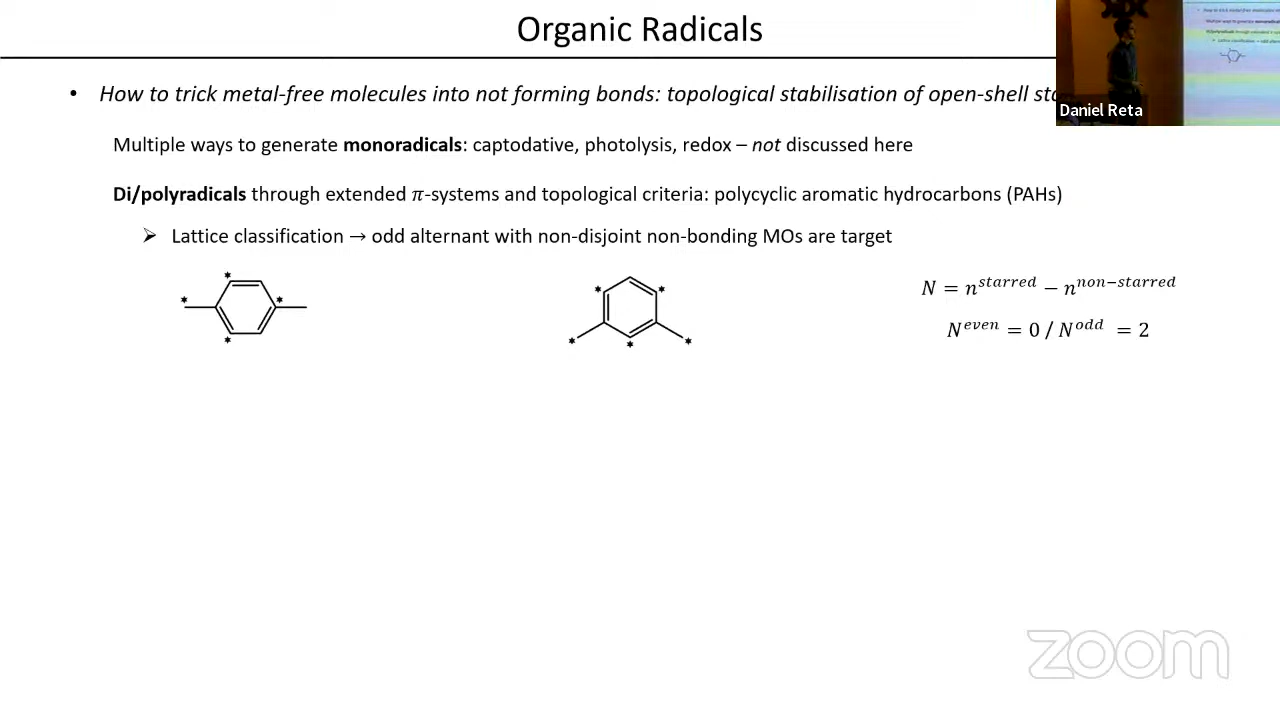 Organic Radicals
• How to trick metal-free molecules into not forming bonds: topological stabilisation of open-shell
Daniel Reta
Multiple ways to generate monoradicals: captodative, photolysis, redox – not discussed here
Di/polyradicals through extended π-systems and topological criteria: polycyclic aromatic hydrocarbons (PAHs)
➢ Lattice classification → odd alternant with non-disjoint non-bonding MOs are target
N = n^{starred} − n^{non−starred}
N^{even} = 0 / N^{odd} = 2
zoom